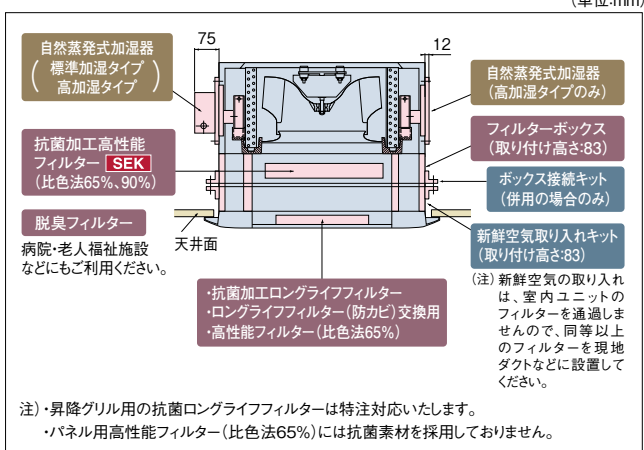 (単位:mm)
75
12
自然蒸発式加湿器
(標準加湿タイプ
高加湿タイプ)
自然蒸発式加湿器
(高加湿タイプのみ)
抗菌加工高性能
フィルター SEK
(比色法65%、90%)
フィルターボックス
(取り付け高さ:83)
ボックス接続キット
(併用の場合のみ)
脱臭フィルター
病院・老人福祉施設
などにもご利用ください。
天井面
新鮮空気取り入れキット
(取り付け高さ:83)
(注) 新鮮空気の取り入れ
は、室内ユニットの
フィルターを通過しま
せんので、同等以上
のフィルターを現地
ダクトなどに設置して
ください。
・抗菌加工ロングライフフィルター
・ロングライフフィルター(防カビ)交換用
・高性能フィルター(比色法65%)
注)・昇降グリル用の抗菌ロングライフフィルターは特注対応いたします。
・パネル用高性能フィルター(比色法65%)には抗菌素材を採用しておりません。